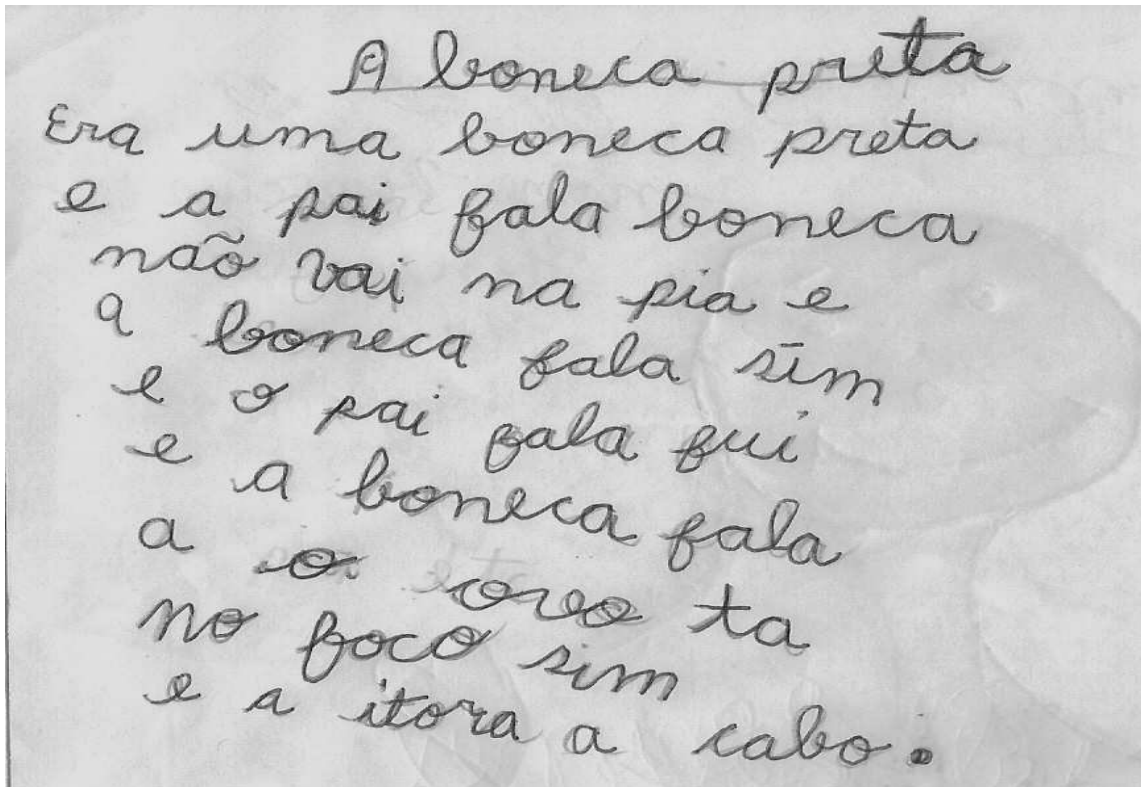 A boneca preta
Era uma boneca preta
e a pai fala boneca
não vai na pia e
a boneca fala sim
e o pai fala fui
e a boneca fala
a o ovo ta
no foco sim
e a itora a cabo.